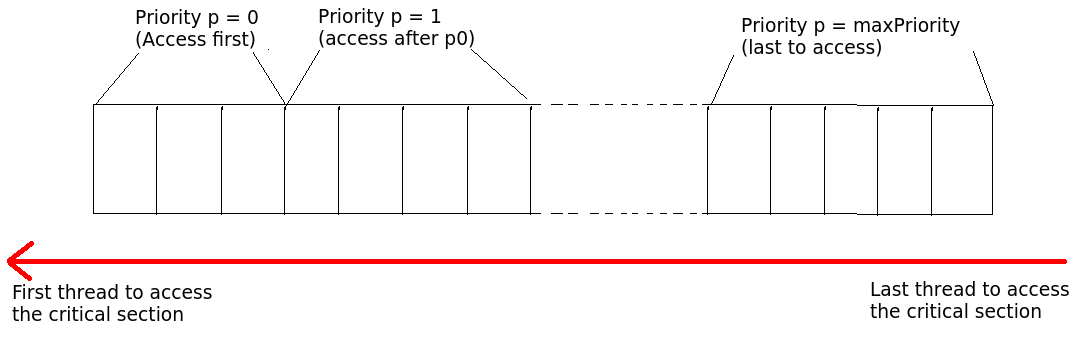 Priority p = 0
(Access first)
Priority p = 1
(access after p0)
Priority p = maxPriority
(last to access)
First thread to access
the critical section
Last thread to access
the critical section